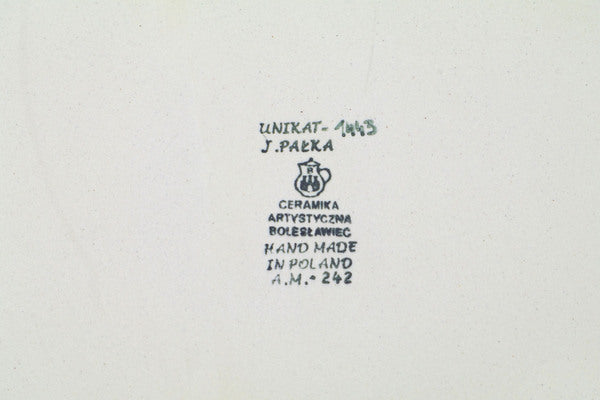 UNIKAT- 1443
J. PAŁKA
R
CERAMIKA
ARTYSTYCZNA
BOLESŁAWIEC
HAND MADE
IN POLAND
A.M.- 242